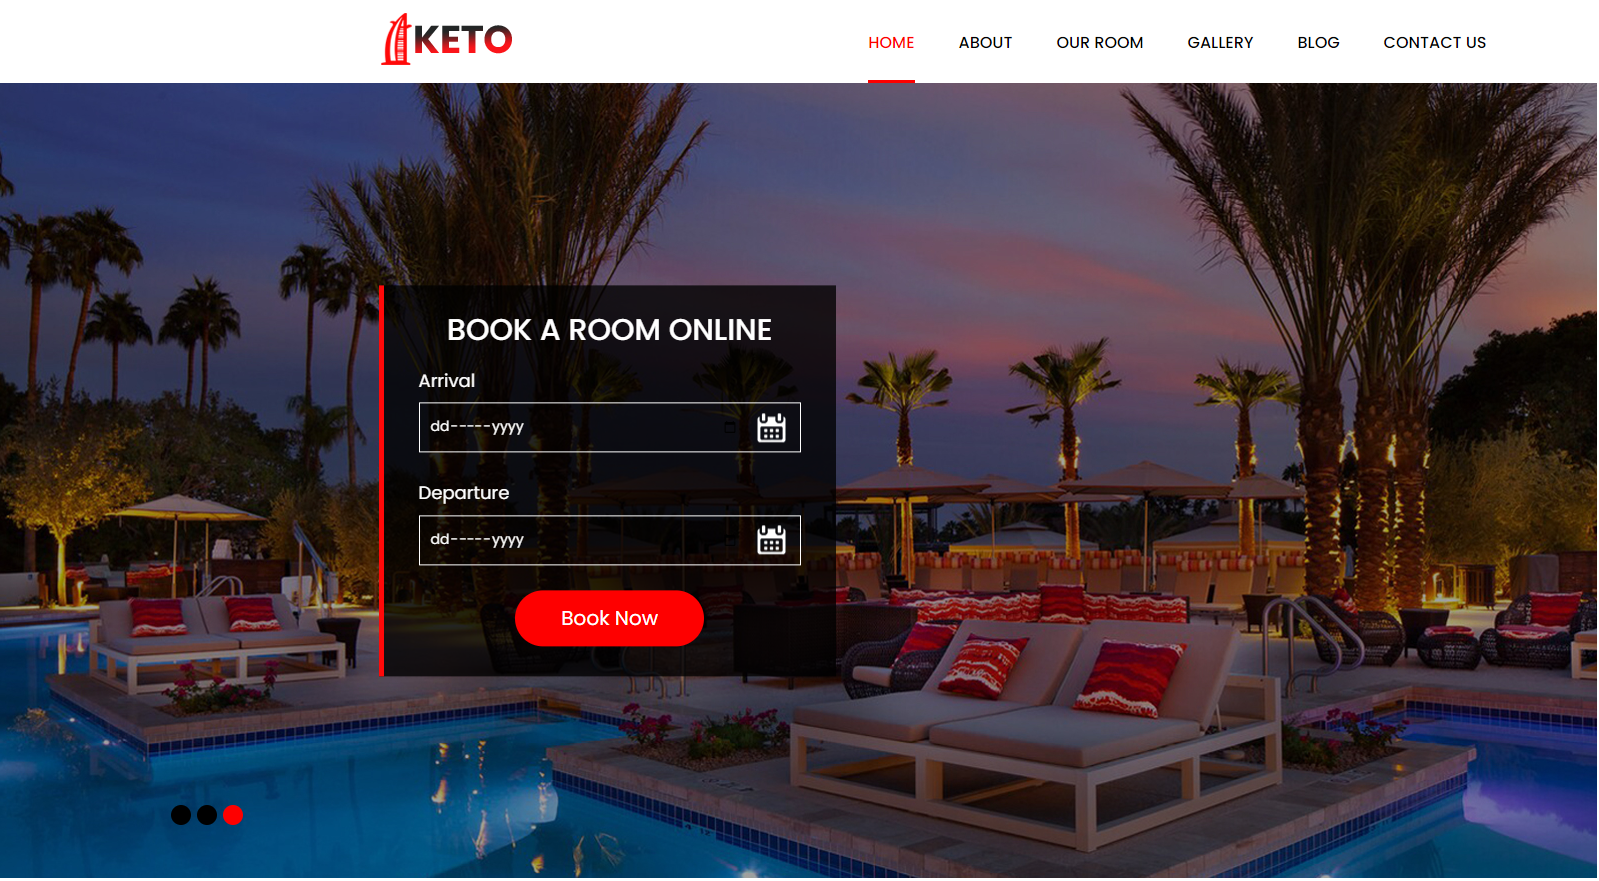 KETO
HOME ABOUT OUR ROOM GALLERY BLOG CONTACT US
BOOK A ROOM ONLINE
Arrival
dd-----yyyy
Departure
dd-----yyyy
Book Now